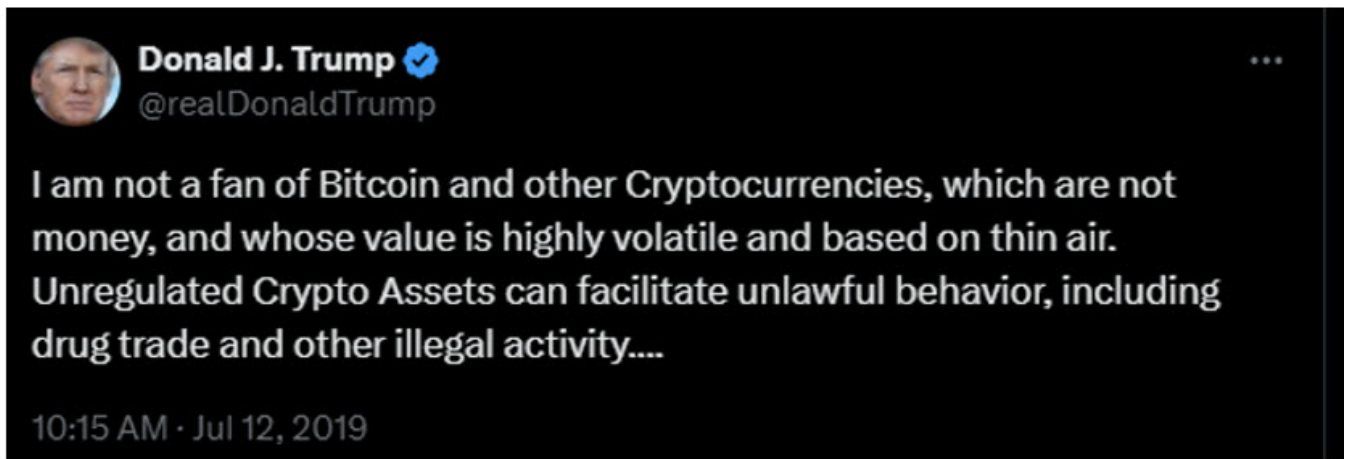 Donald J. Trump
@realDonaldTrump
I am not a fan of Bitcoin and other Cryptocurrencies, which are not
money, and whose value is highly volatile and based on thin air.
Unregulated Crypto Assets can facilitate unlawful behavior, including
drug trade and other illegal activity....
10:15 AM · Jul 12, 2019